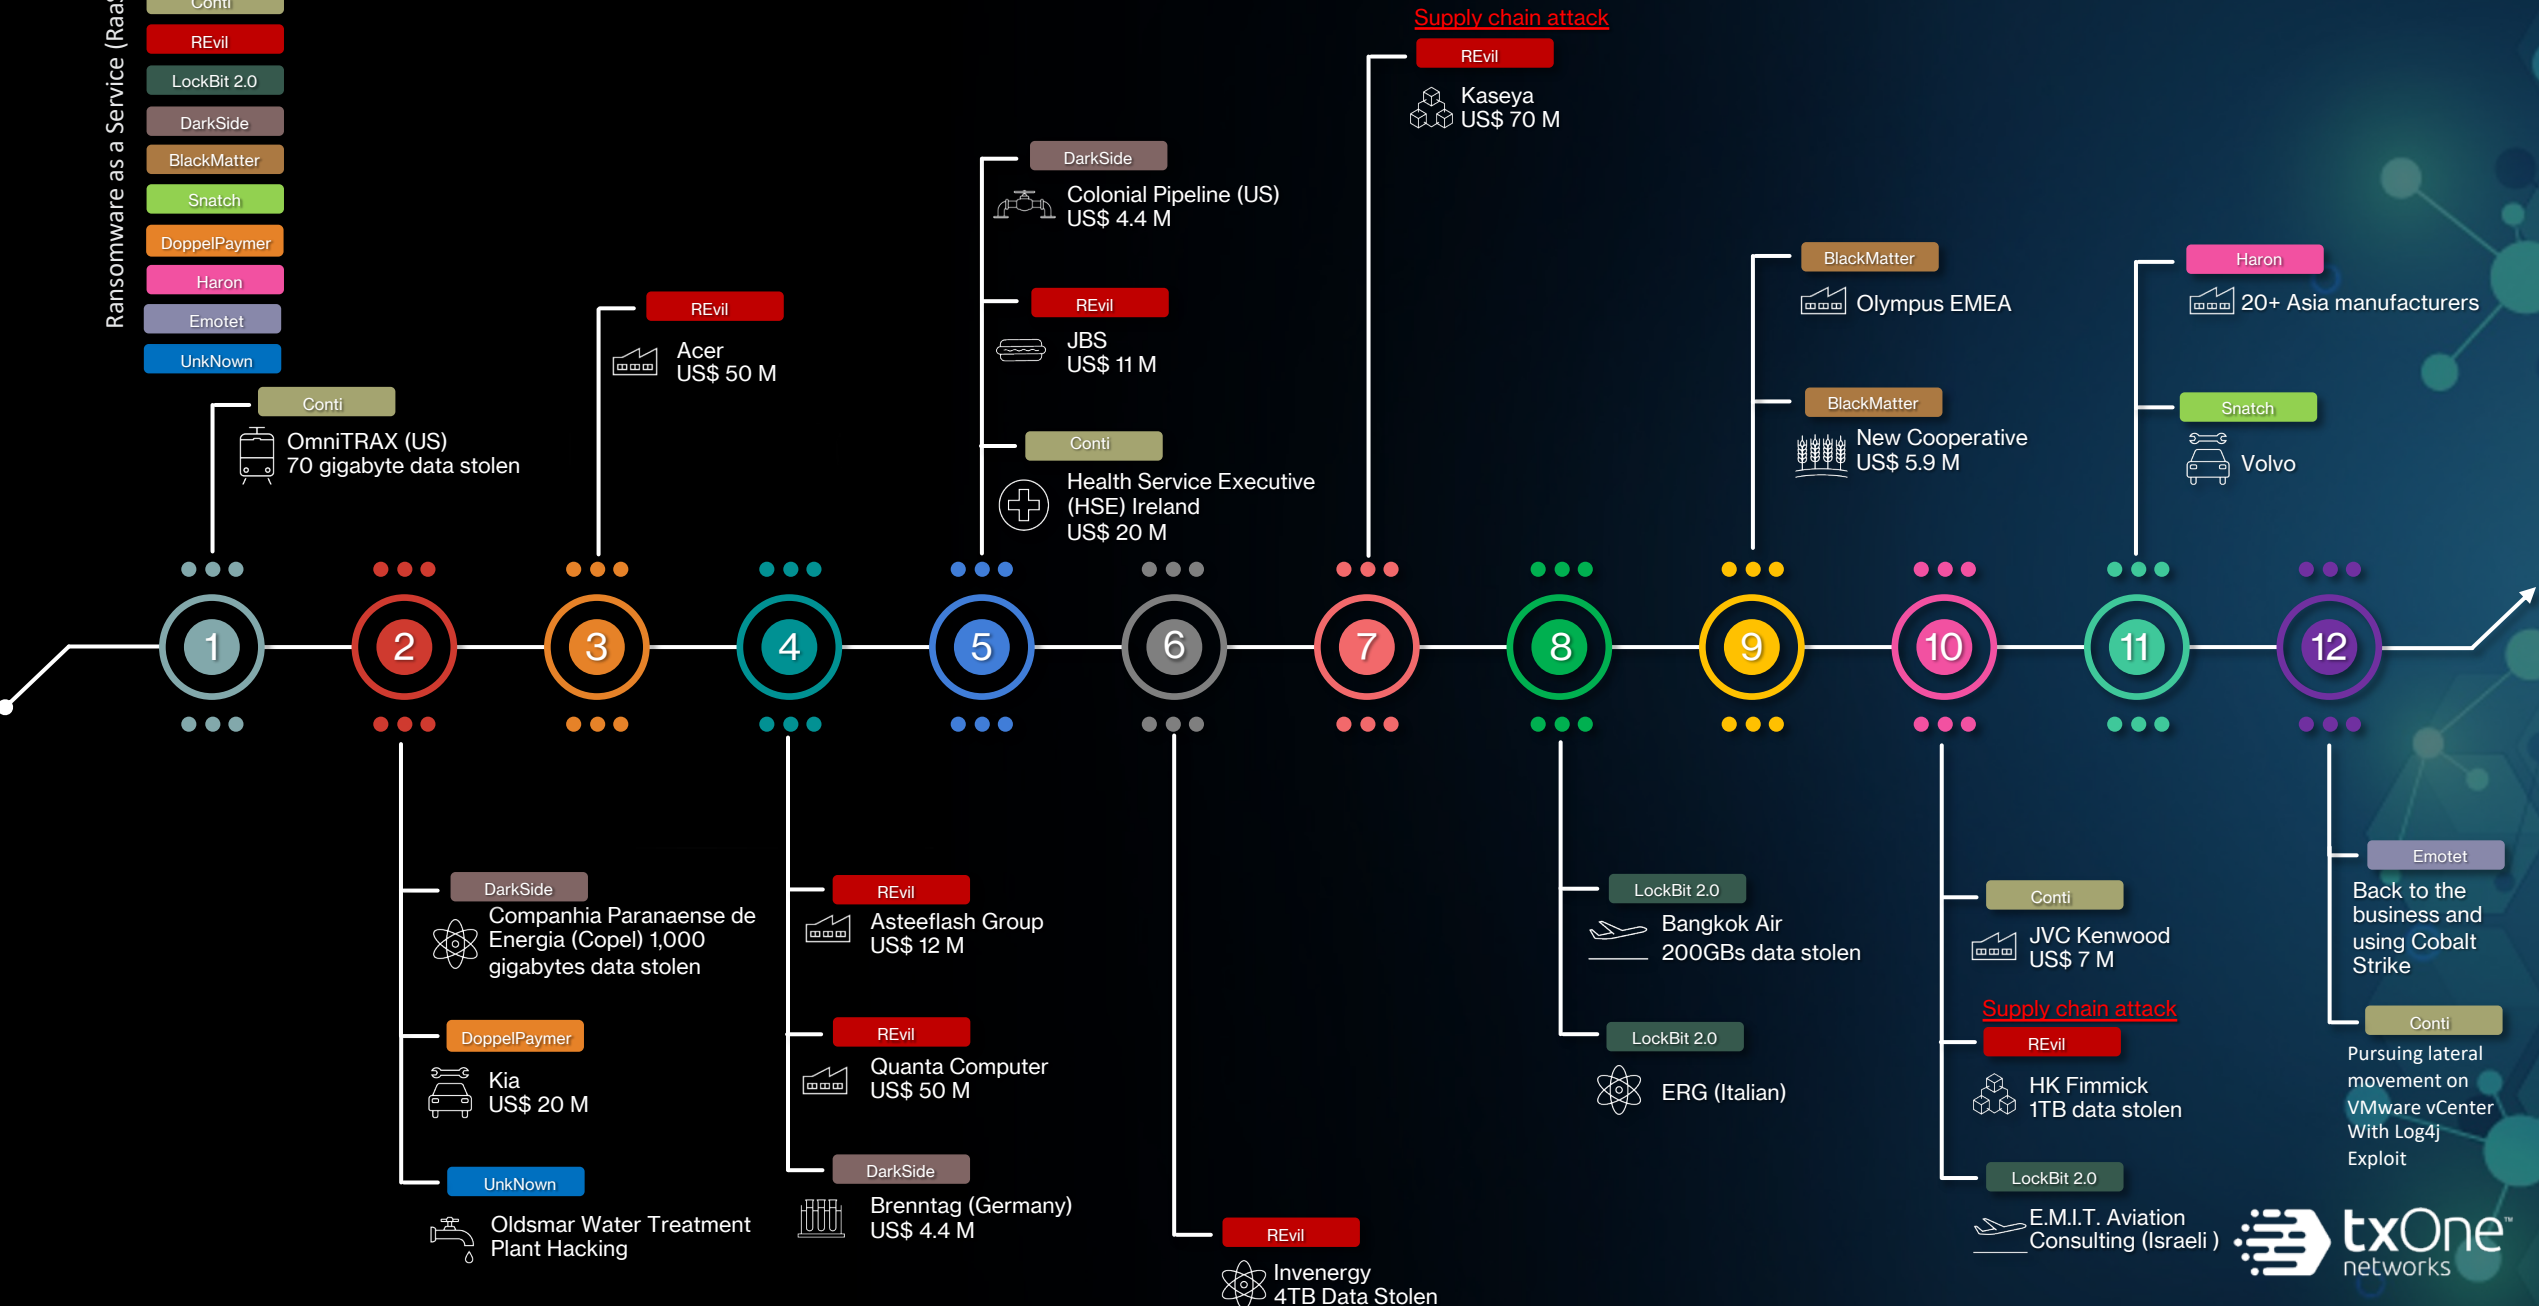 Ransomware as a Service (RaaS
Conti
REvil
LockBit 2.0
DarkSide
BlackMatter
Snatch
DoppelPaymer
Haron
Emotet
UnkNown
Conti
OmniTRAX (US)
70 gigabyte data stolen
REvil
Acer
US$ 50 M
DarkSide
Colonial Pipeline (US)
US$ 4.4 M
REvil
JBS
US$ 11 M
Conti
Health Service Executive
(HSE) Ireland
US$ 20 M
Supply chain attack
REvil
Kaseya
US$ 70 M
BlackMatter
Olympus EMEA
BlackMatter
New Cooperative
US$ 5.9 M
Haron
20+ Asia manufacturers
Snatch
Volvo
1 2 3 4 5 6 7 8 9 10 11 12
DarkSide
Companhia Paranaense de
Energia (Copel) 1,000
gigabytes data stolen
DoppelPaymer
Kia
US$ 20 M
UnkNown
Oldsmar Water Treatment
Plant Hacking
REvil
Asteeflash Group
US$ 12 M
REvil
Quanta Computer
US$ 50 M
DarkSide
Brenntag (Germany)
US$ 4.4 M
REvil
Invenergy
4TB Data Stolen
LockBit 2.0
Bangkok Air
200GBs data stolen
LockBit 2.0
ERG (Italian)
Conti
JVC Kenwood
US$ 7 M
Supply chain attack
REvil
HK Fimmick
1TB data stolen
LockBit 2.0
E.M.I.T. Aviation
Consulting (Israeli )
Emotet
Back to the
business and
using Cobalt
Strike
Conti
Pursuing lateral
movement on
VMware vCenter
With Log4j
Exploit
txOne™
networks